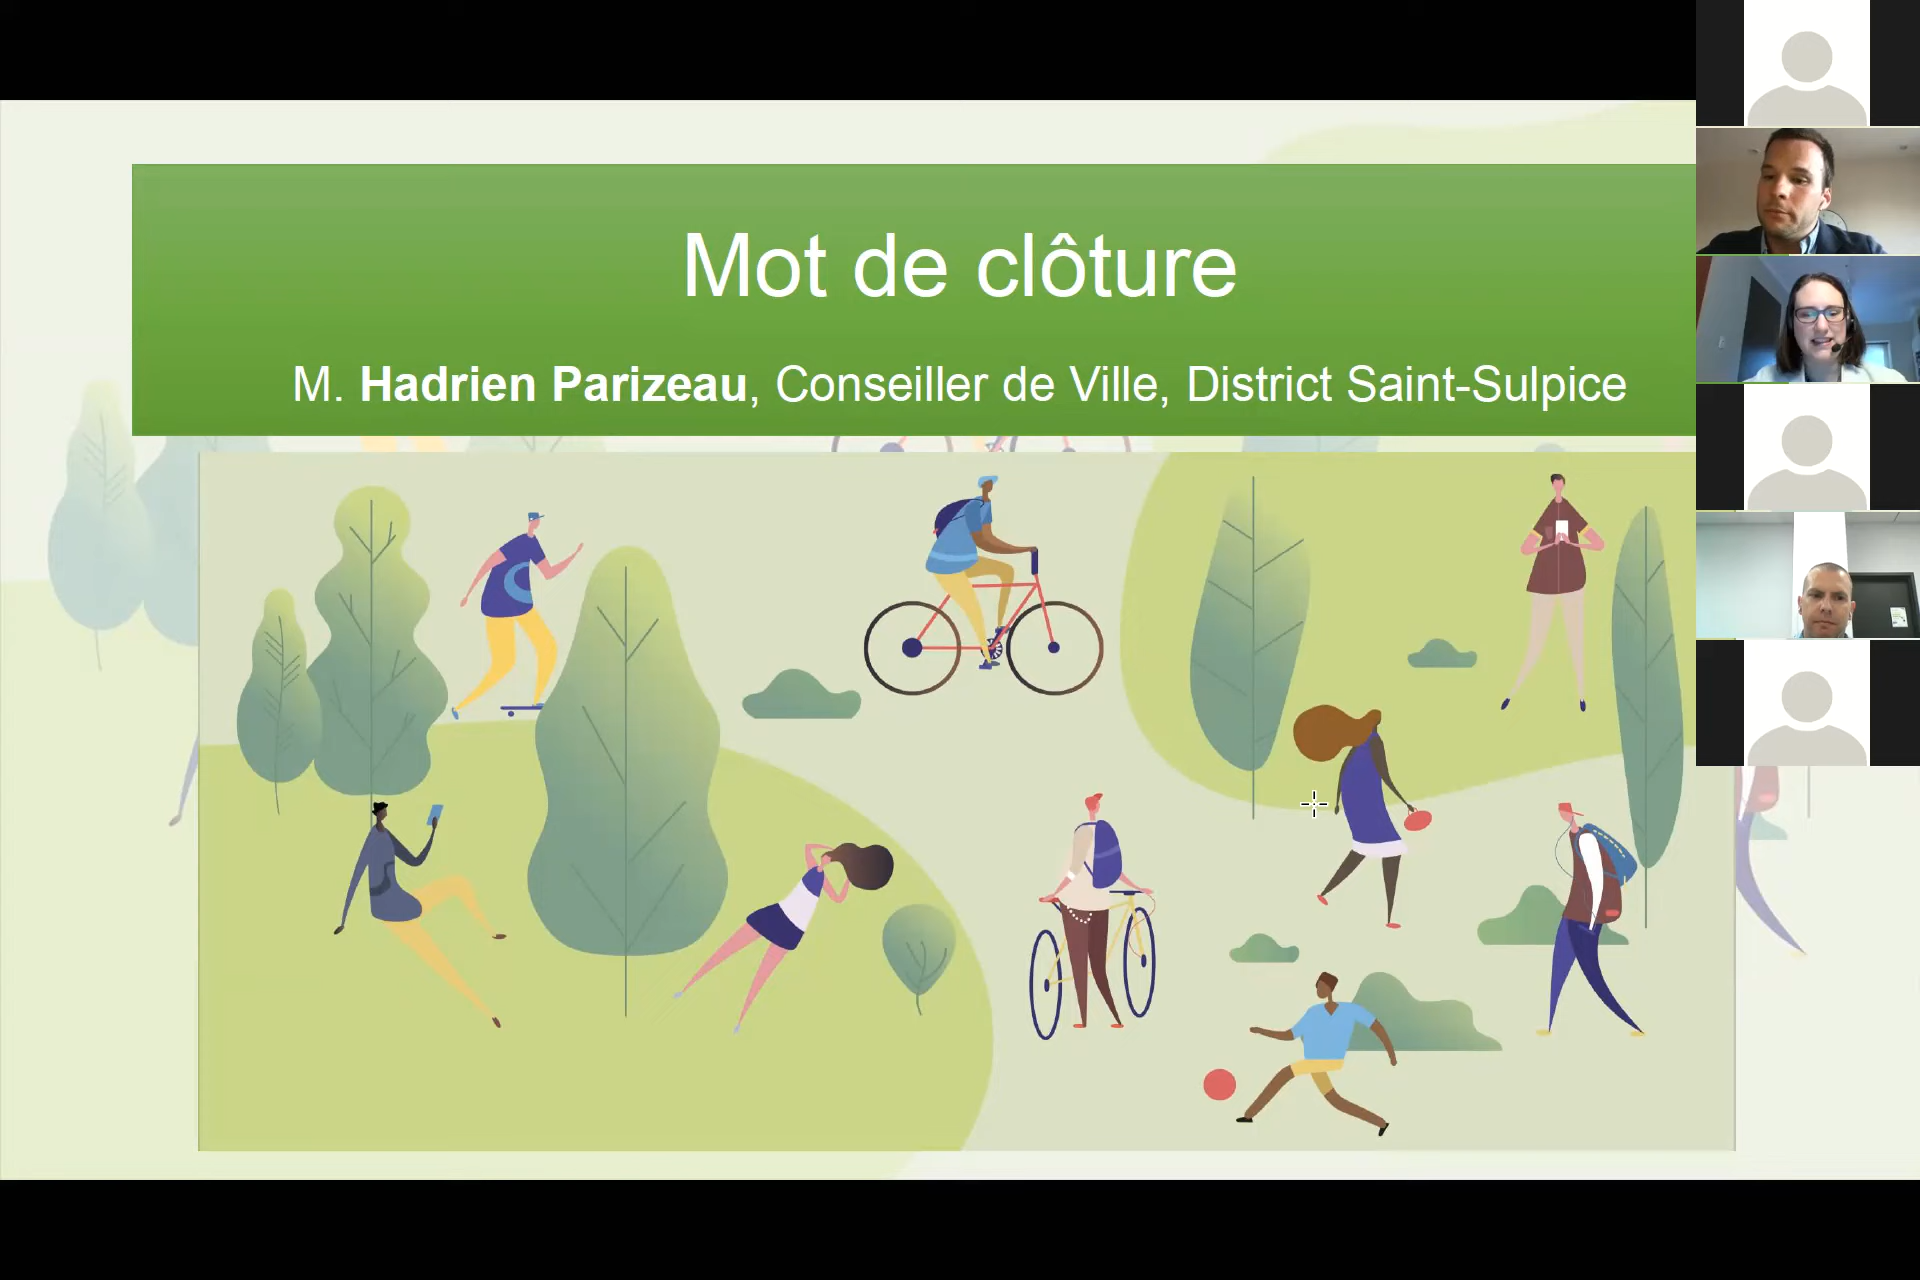 Mot de clôture
M. Hadrien Parizeau, Conseiller de Ville, District Saint-Sulpice